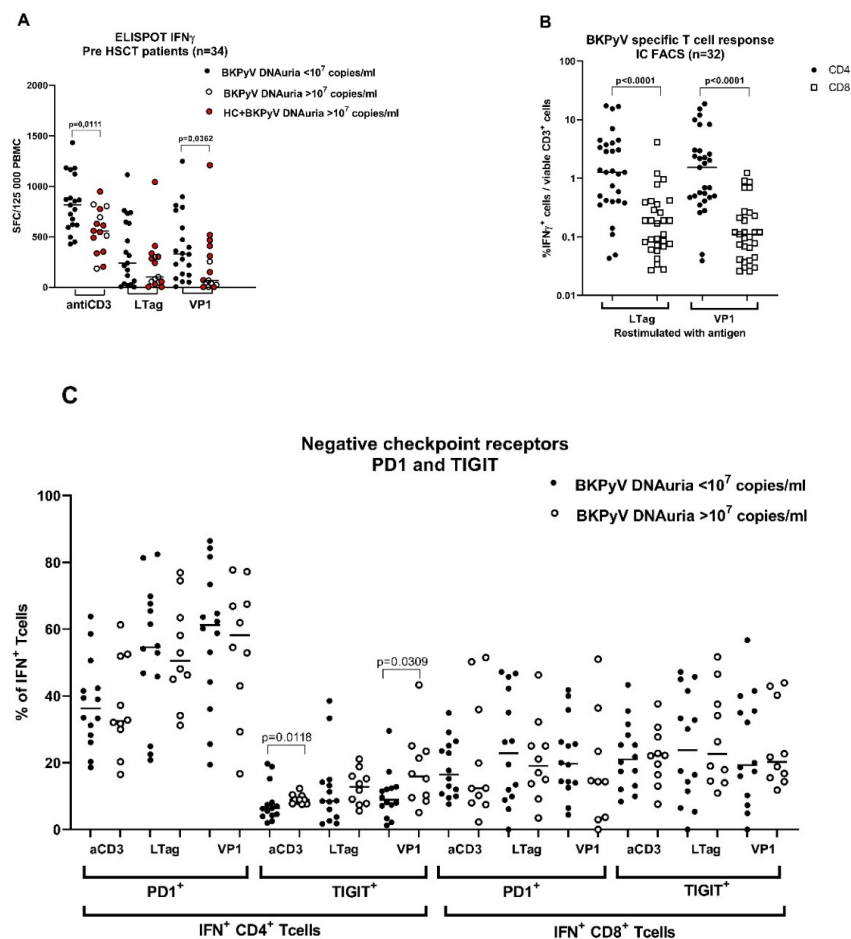 A
ELISPOT IFNγ
Pre HSCT patients (n=34)
BKPyV DNAuria <10⁷ copies/ml
BKPyV DNAuria >10⁷ copies/ml
HC+BKPyV DNAuria >10⁷ copies/ml
SFC/125 000 PBMC
2000
1500
1000
500
0
p=0,0111
p=0,0362
antiCD3
LTag
VP1
B
BKPyV specific T cell response
IC FACS (n=32)
CD4
CD8
%IFNγ⁺ cells / viable CD3⁺ cells
100
10
1
0.1
0.01
p<0.0001
p<0.0001
LTag
VP1
Restimulated with antigen
C
Negative checkpoint receptors
PD1 and TIGIT
BKPyV DNAuria <10⁷ copies/ml
BKPyV DNAuria >10⁷ copies/ml
% of IFN⁺ Tcells
100
80
60
40
20
0
p=0.0118
p=0.0309
aCD3 LTag VP1 aCD3 LTag VP1 aCD3 LTag VP1 aCD3 LTag VP1
PD1⁺ TIGIT⁺ PD1⁺ TIGIT⁺
IFN⁺ CD4⁺ Tcells IFN⁺ CD8⁺ Tcells